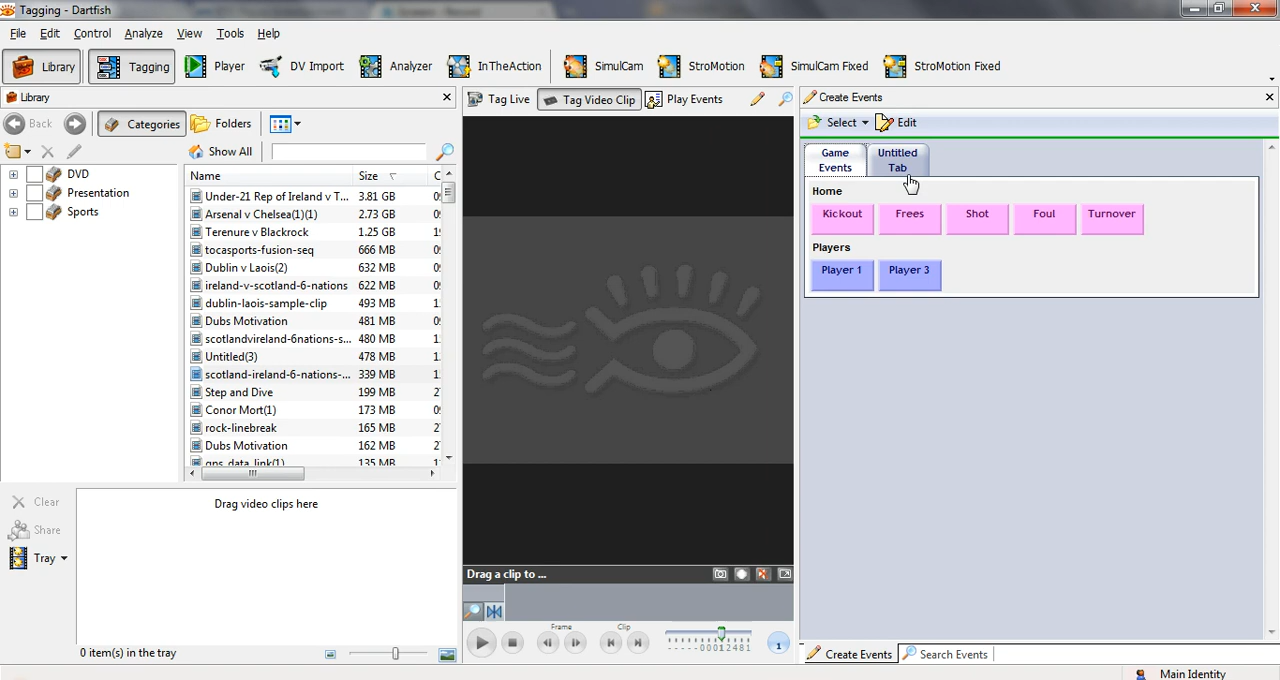 Tagging - Dartfish
File Edit Control Analyze View Tools Help
Library Tagging Player DV Import Analyzer InTheAction SimulCam StroMotion SimulCam Fixed StroMotion Fixed
Library
Back Categories Folders
Show All
DVD
Presentation
Sports
Name Size C
Under-21 Rep of Ireland v T... 3.81 GB
Arsenal v Chelsea(1)(1) 2.73 GB
Terenure v Blackrock 1.25 GB
tocasports-fusion-seq 666 MB
Dublin v Laois(2) 632 MB
ireland-v-scotland-6-nations 622 MB
dublin-laois-sample-clip 493 MB
Dubs Motivation 481 MB
scotlandvireland-6nations-s... 480 MB
Untitled(3) 478 MB
scotland-ireland-6-nations-... 339 MB
Step and Dive 199 MB
Conor Mort(1) 173 MB
rock-linebreak 165 MB
Dubs Motivation 162 MB
gps_data_link(1) 135 MB
Clear
Share
Tray
Drag video clips here
0 item(s) in the tray
Tag Live Tag Video Clip Play Events
Drag a clip to ...
Frame Clip
1
Create Events
Select Edit
Game Events
Untitled Tab
Home
Kickout Frees Shot Foul Turnover
Players
Player 1 Player 3
Create Events Search Events
Main Identity